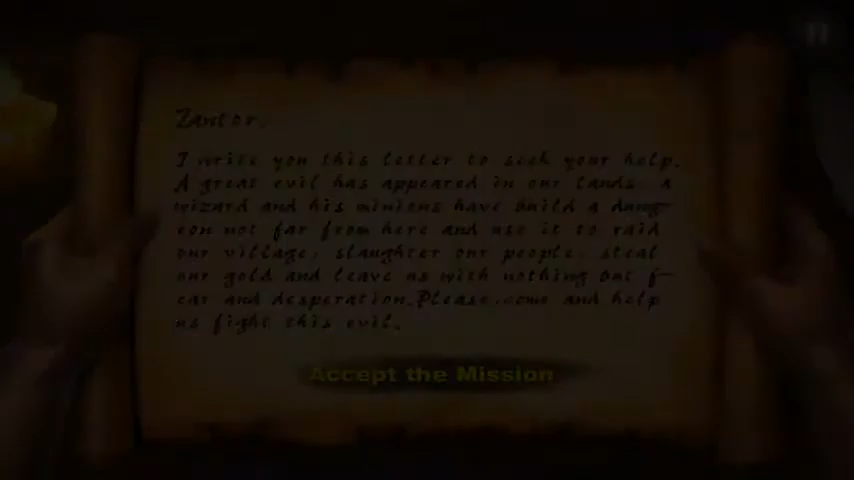 Zantor,
I write you this letter to seek your help.
A great evil has appeared in our lands, a
wizard and his minions have build a dung-
eon not far from here and use it to raid
our village, slaughter our people, steal
our gold and leave us with nothing but f-
ear and desperation.Please,come and help
us fight this evil.
Accept the Mission